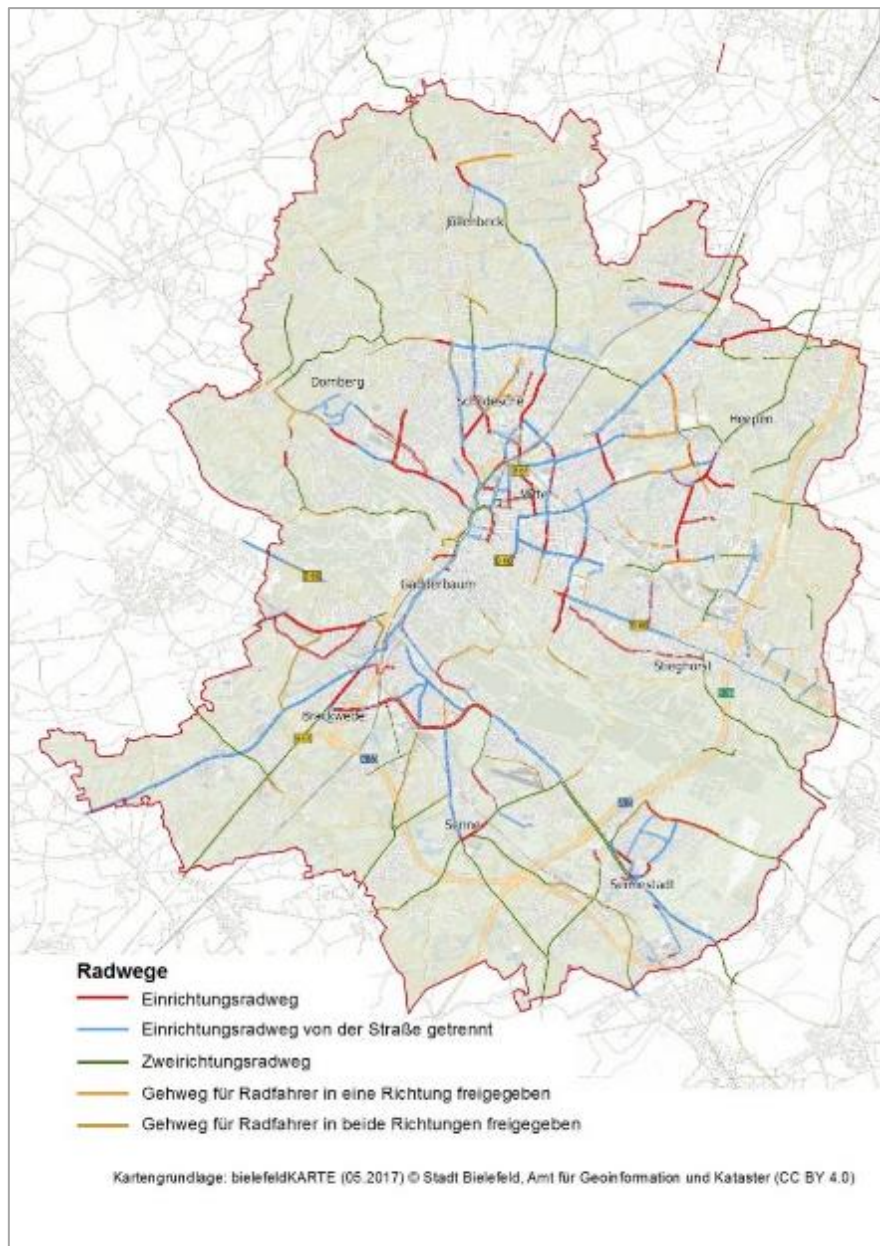 Jöllenbeck
Dornberg
Schildesche
Heepen
Mitte
Gadderbaum
Stieghorst
Brackwede
Senne
Sennestadt
Radwege
Einrichtungsradweg
Einrichtungsradweg von der Straße getrennt
Zweirichtungsradweg
Gehweg für Radfahrer in eine Richtung freigegeben
Gehweg für Radfahrer in beide Richtungen freigegeben
Kartengrundlage: bielefeldKARTE (05.2017) © Stadt Bielefeld, Amt für Geoinformation und Kataster (CC BY 4.0)